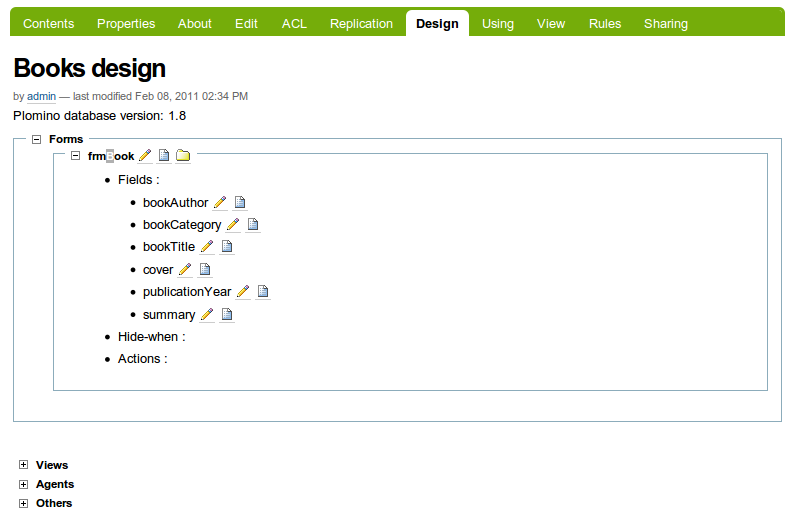 Contents Properties About Edit ACL Replication Design Using View Rules Sharing
Books design
by admin — last modified Feb 08, 2011 02:34 PM
Plomino database version: 1.8
Forms
frmBook
Fields :
bookAuthor
bookCategory
bookTitle
cover
publicationYear
summary
Hide-when :
Actions :
Views
Agents
Others